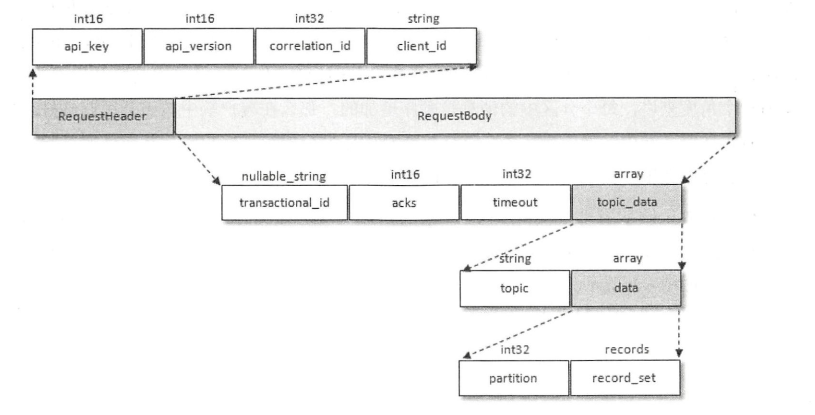 int16 int16 int32 string
api_key api_version correlation_id client_id
RequestHeader RequestBody
nullable_string int16 int32 array
transactional_id acks timeout topic_data
string array
topic data
int32 records
partition record_set